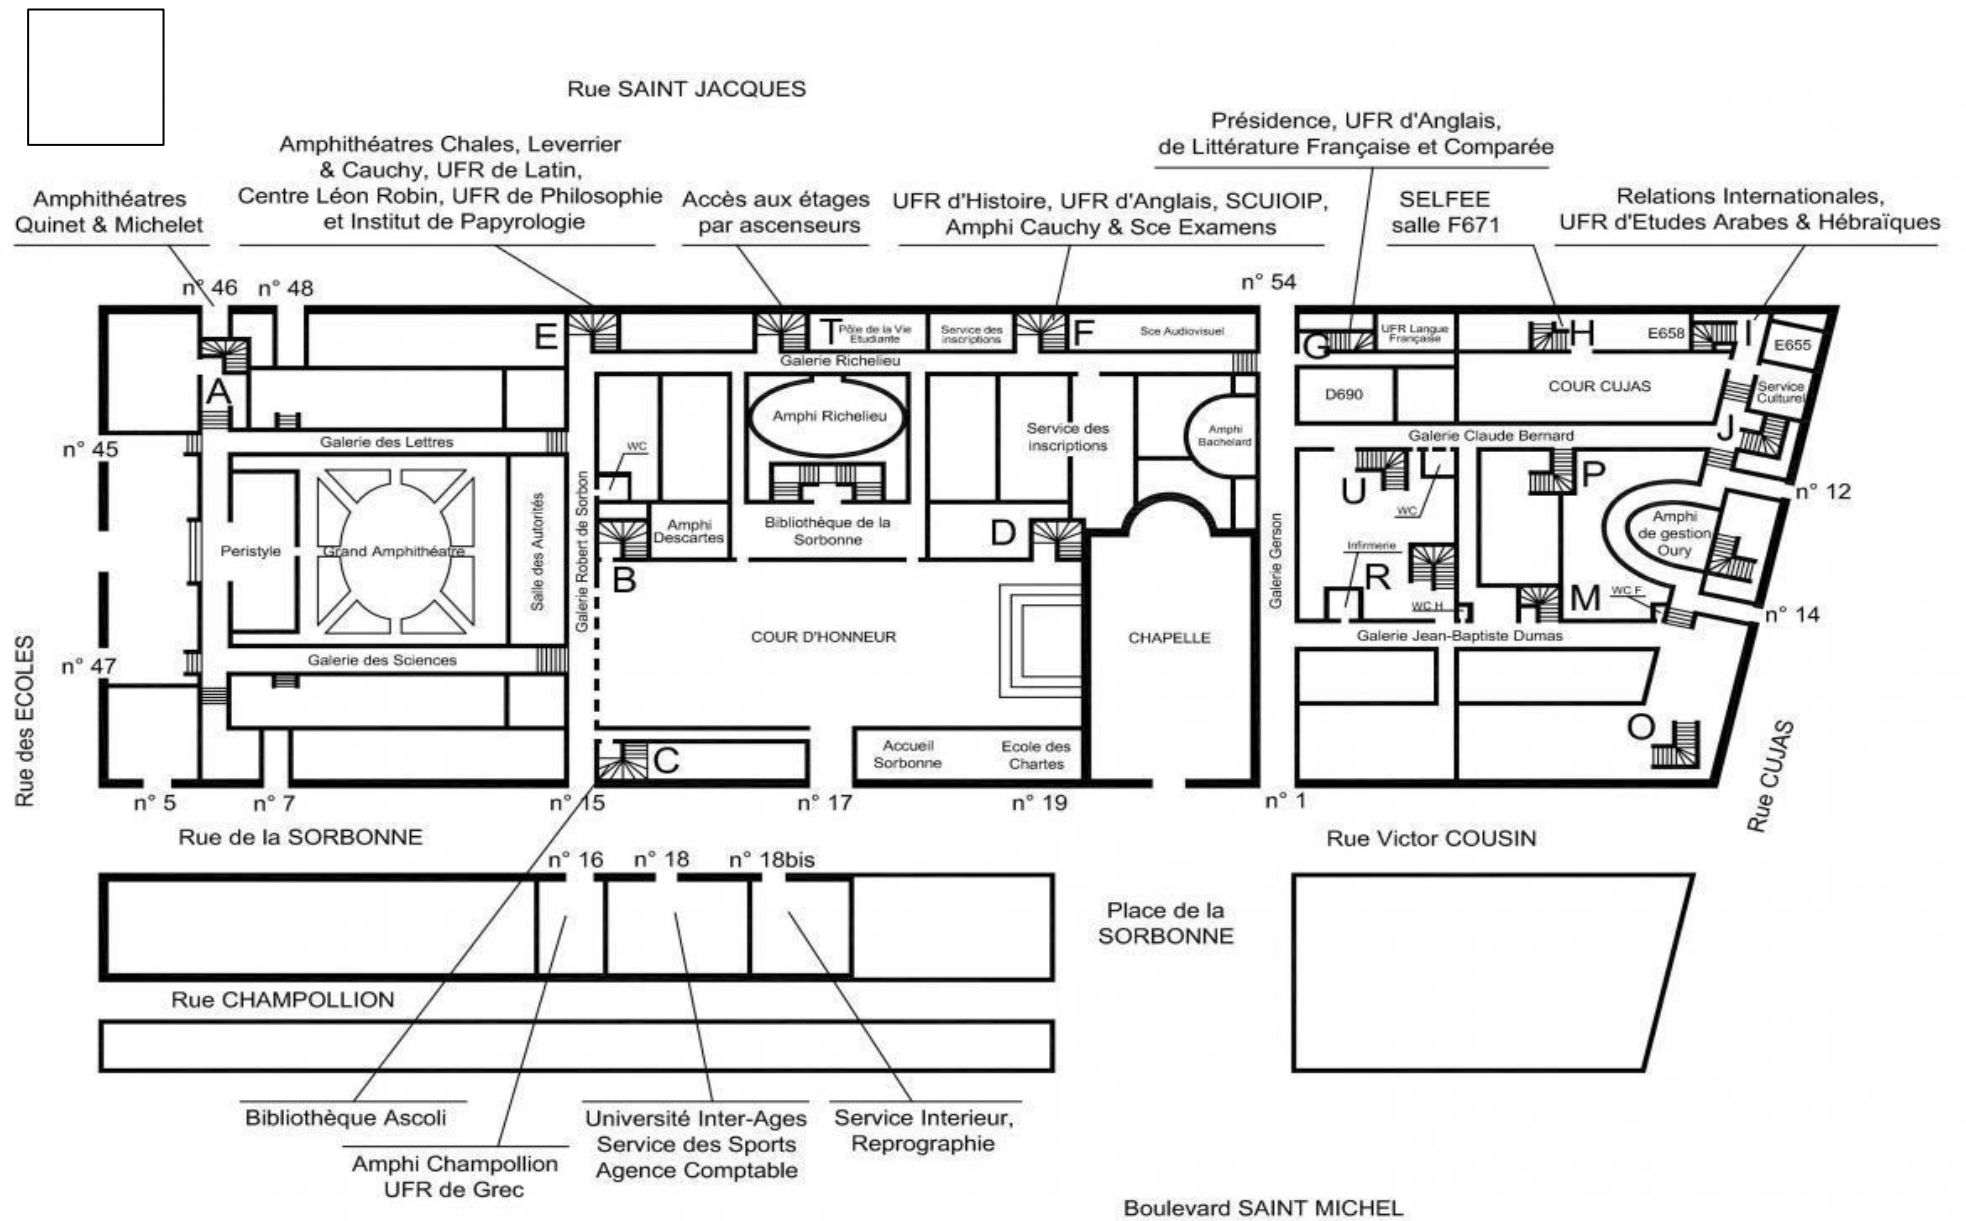 Rue SAINT JACQUES
Présidence, UFR d'Anglais,
de Littérature Française et Comparée
Amphithéatres Chales, Leverrier
& Cauchy, UFR de Latin,
Centre Léon Robin, UFR de Philosophie
et Institut de Papyrologie
Amphithéatres
Quinet & Michelet
Accès aux étages
par ascenseurs
UFR d'Histoire, UFR d'Anglais, SCUIOIP,
Amphi Cauchy & Sce Examens
SELFEE
salle F671
Relations Internationales,
UFR d'Etudes Arabes & Hébraïques
n° 46
n° 48
n° 54
E
T
Pôle de la Vie
Etudiante
Service des
inscriptions
F
Sce Audiovisuel
G
UFR Langue
Française
H
E658
I
E655
Galerie Richelieu
A
D690
COUR CUJAS
Service
Culturel
Amphi Richelieu
Service des
inscriptions
Amphi
Bachelard
Galerie Claude Bernard
J
n° 45
Galerie des Lettres
WC
U
WC
P
n° 12
Peristyle
Grand Amphithéatre
Salle des Autorités
Galerie Robert de Sorbon
Amphi
Descartes
Bibliothèque de la
Sorbonne
D
Galerie Gerson
Infirmerie
Amphi
de gestion
Oury
B
R
WC H
M
WC F
n° 14
COUR D'HONNEUR
CHAPELLE
Galerie Jean-Baptiste Dumas
n° 47
Galerie des Sciences
Rue des ECOLES
C
Accueil
Sorbonne
Ecole des
Chartes
O
Rue CUJAS
n° 5
n° 7
n° 15
n° 17
n° 19
n° 1
Rue de la SORBONNE
Rue Victor COUSIN
n° 16
n° 18
n° 18bis
Place de la
SORBONNE
Rue CHAMPOLLION
Bibliothèque Ascoli
Amphi Champollion
UFR de Grec
Université Inter-Ages
Service des Sports
Agence Comptable
Service Interieur,
Reprographie
Boulevard SAINT MICHEL